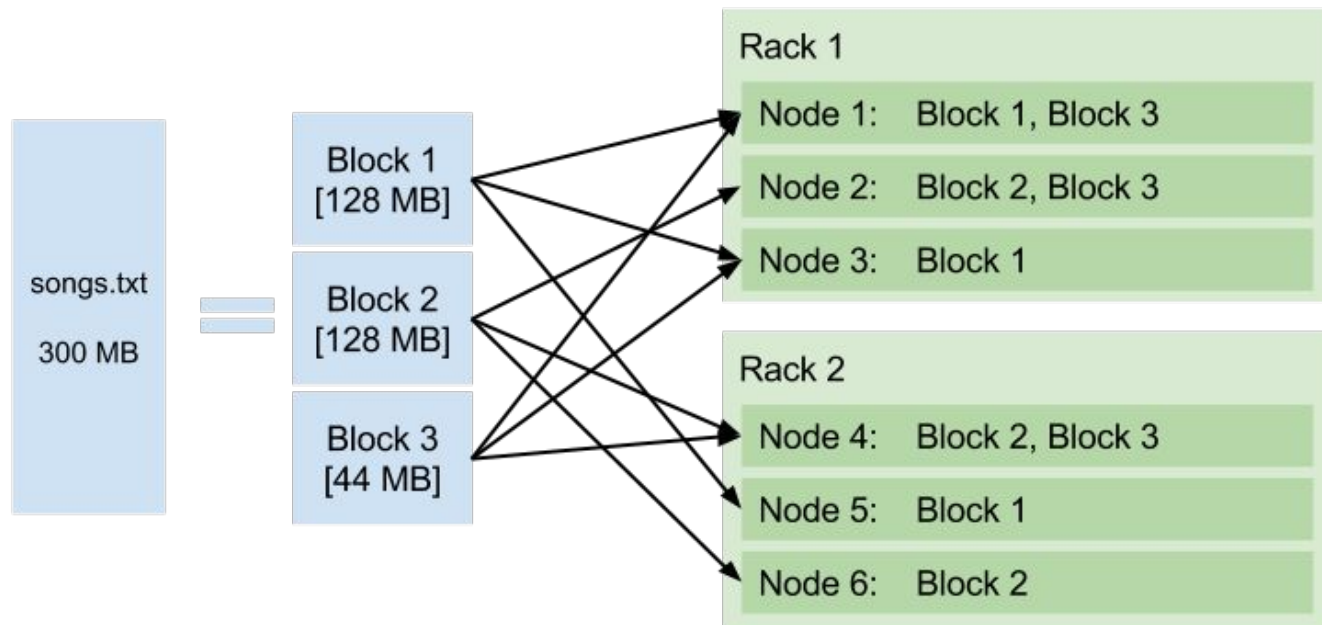 songs.txt
300 MB
Block 1
[128 MB]
Block 2
[128 MB]
Block 3
[44 MB]
Rack 1
Node 1: Block 1, Block 3
Node 2: Block 2, Block 3
Node 3: Block 1
Rack 2
Node 4: Block 2, Block 3
Node 5: Block 1
Node 6: Block 2